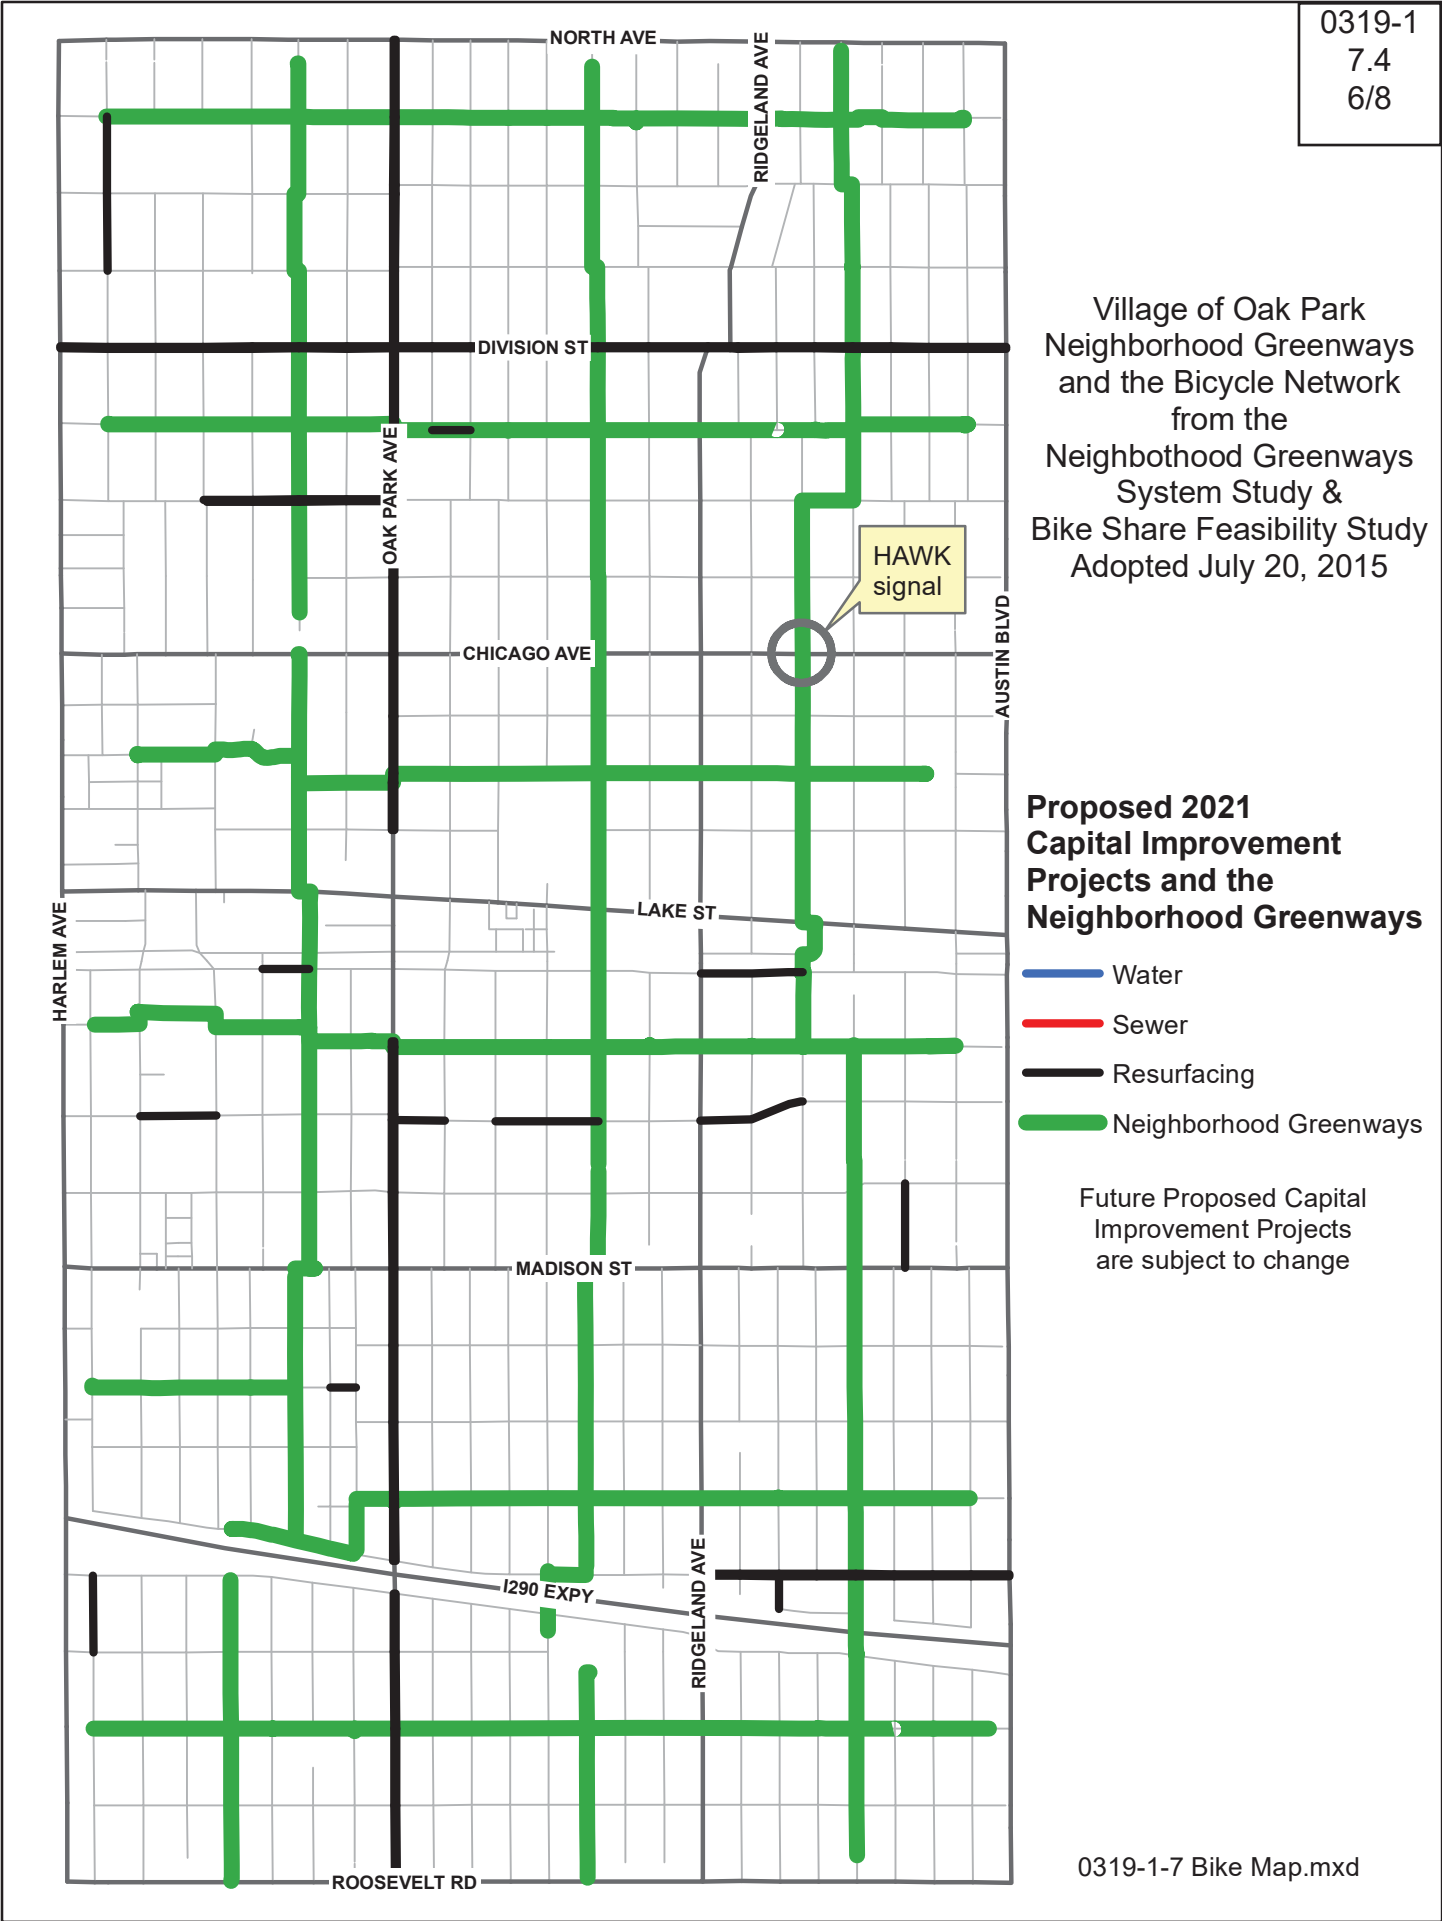 0319-1
7.4
6/8
NORTH AVE
RIDGELAND AVE
DIVISION ST
OAK PARK AVE
HAWK
signal
CHICAGO AVE
AUSTIN BLVD
LAKE ST
HARLEM AVE
MADISON ST
I290 EXPY
RIDGELAND AVE
ROOSEVELT RD
Village of Oak Park
Neighborhood Greenways
and the Bicycle Network
from the
Neighbothood Greenways
System Study &
Bike Share Feasibility Study
Adopted July 20, 2015
Proposed 2021
Capital Improvement
Projects and the
Neighborhood Greenways
Water
Sewer
Resurfacing
Neighborhood Greenways
Future Proposed Capital
Improvement Projects
are subject to change
0319-1-7 Bike Map.mxd